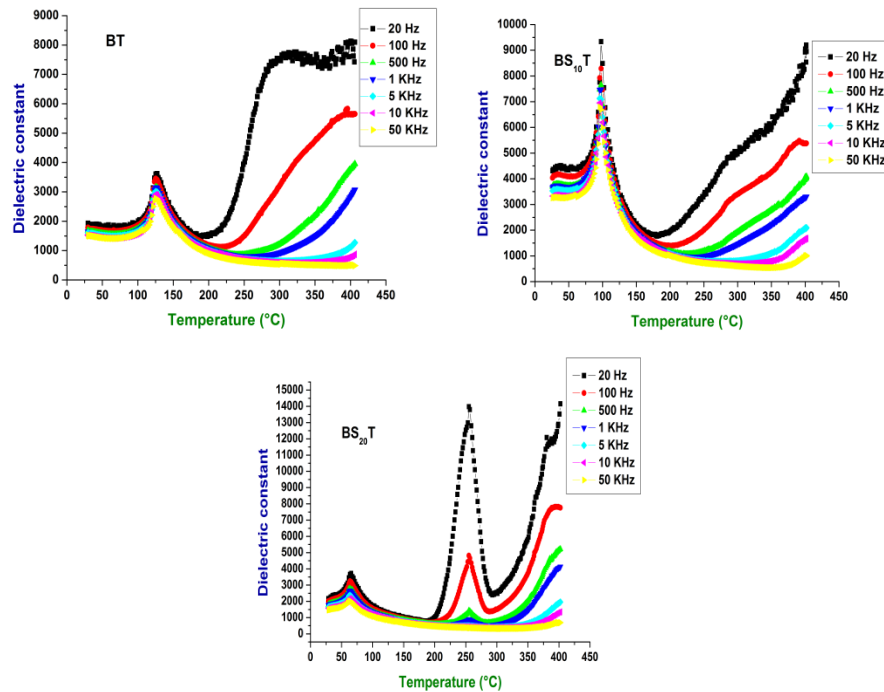 BT
20 Hz
100 Hz
500 Hz
1 KHz
5 KHz
10 KHz
50 KHz
Dielectric constant
9000
8000
7000
6000
5000
4000
3000
2000
1000
0
0 50 100 150 200 250 300 350 400 450
Temperature (°C)
BS10T
20 Hz
100 Hz
500 Hz
1 KHz
5 KHz
10 KHz
50 KHz
Dielectric constant
10000
9000
8000
7000
6000
5000
4000
3000
2000
1000
0
0 50 100 150 200 250 300 350 400 450
Temperature (°C)
BS20T
20 Hz
100 Hz
500 Hz
1 KHz
5 KHz
10 KHz
50 KHz
Dielectric constant
15000
14000
13000
12000
11000
10000
9000
8000
7000
6000
5000
4000
3000
2000
1000
0
0 50 100 150 200 250 300 350 400 450
Temperature (°C)